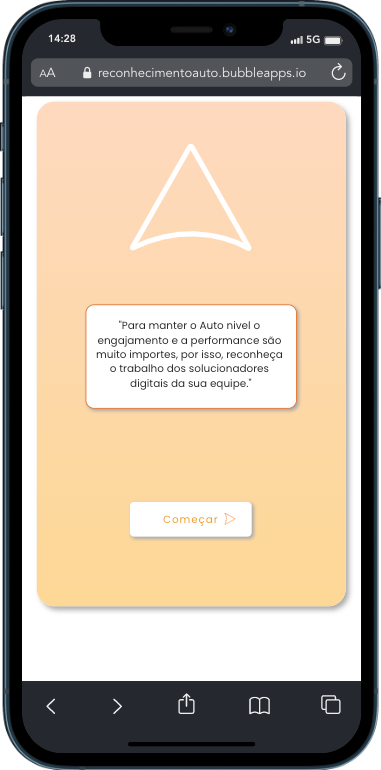 14:28
5G
AA
reconhecimentoauto.bubbleapps.io
"Para manter o Auto nivel o
engajamento e a performance são
muito importes, por isso, reconheça
o trabalho dos solucionadores
digitais da sua equipe."
Começar